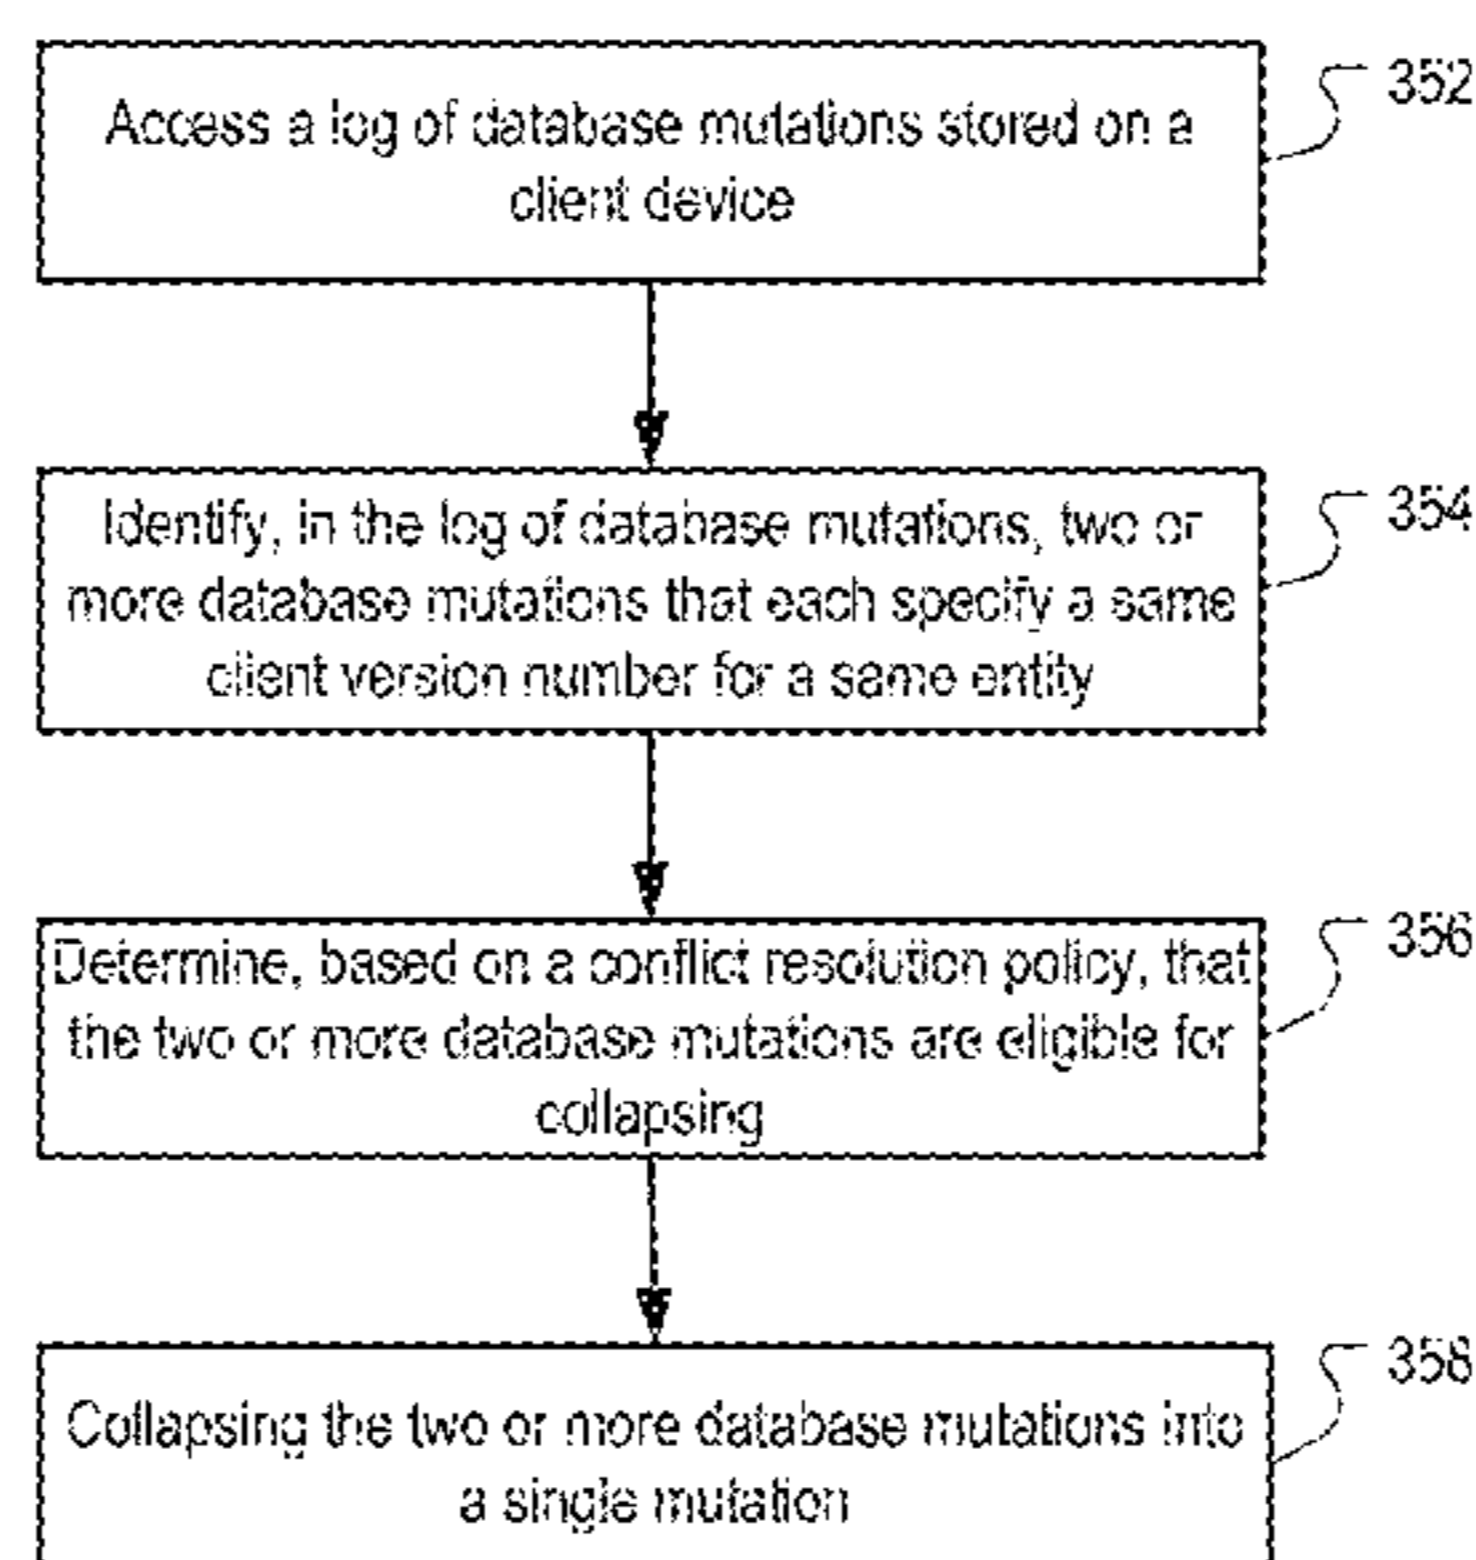 Access a log of database mutations stored on a
client device
352
Identify, in the log of database mutations, two or
more database mutations that each specify a same
client version number for a same entity
354
Determine, based on a conflict resolution policy, that
the two or more database mutations are eligible for
collapsing
356
Collapsing the two or more database mutations into
a single mutation
358